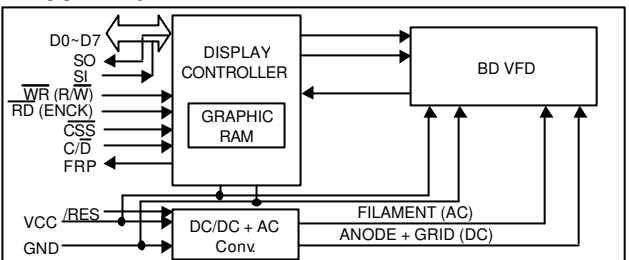 D0~D7
SO
SI
WR (R/W)
RD (ENCK)
CSS
C/D
FRP
DISPLAY
CONTROLLER
GRAPHIC
RAM
BD VFD
/RES
VCC
GND
DC/DC + AC
Conv.
FILAMENT (AC)
ANODE + GRID (DC)